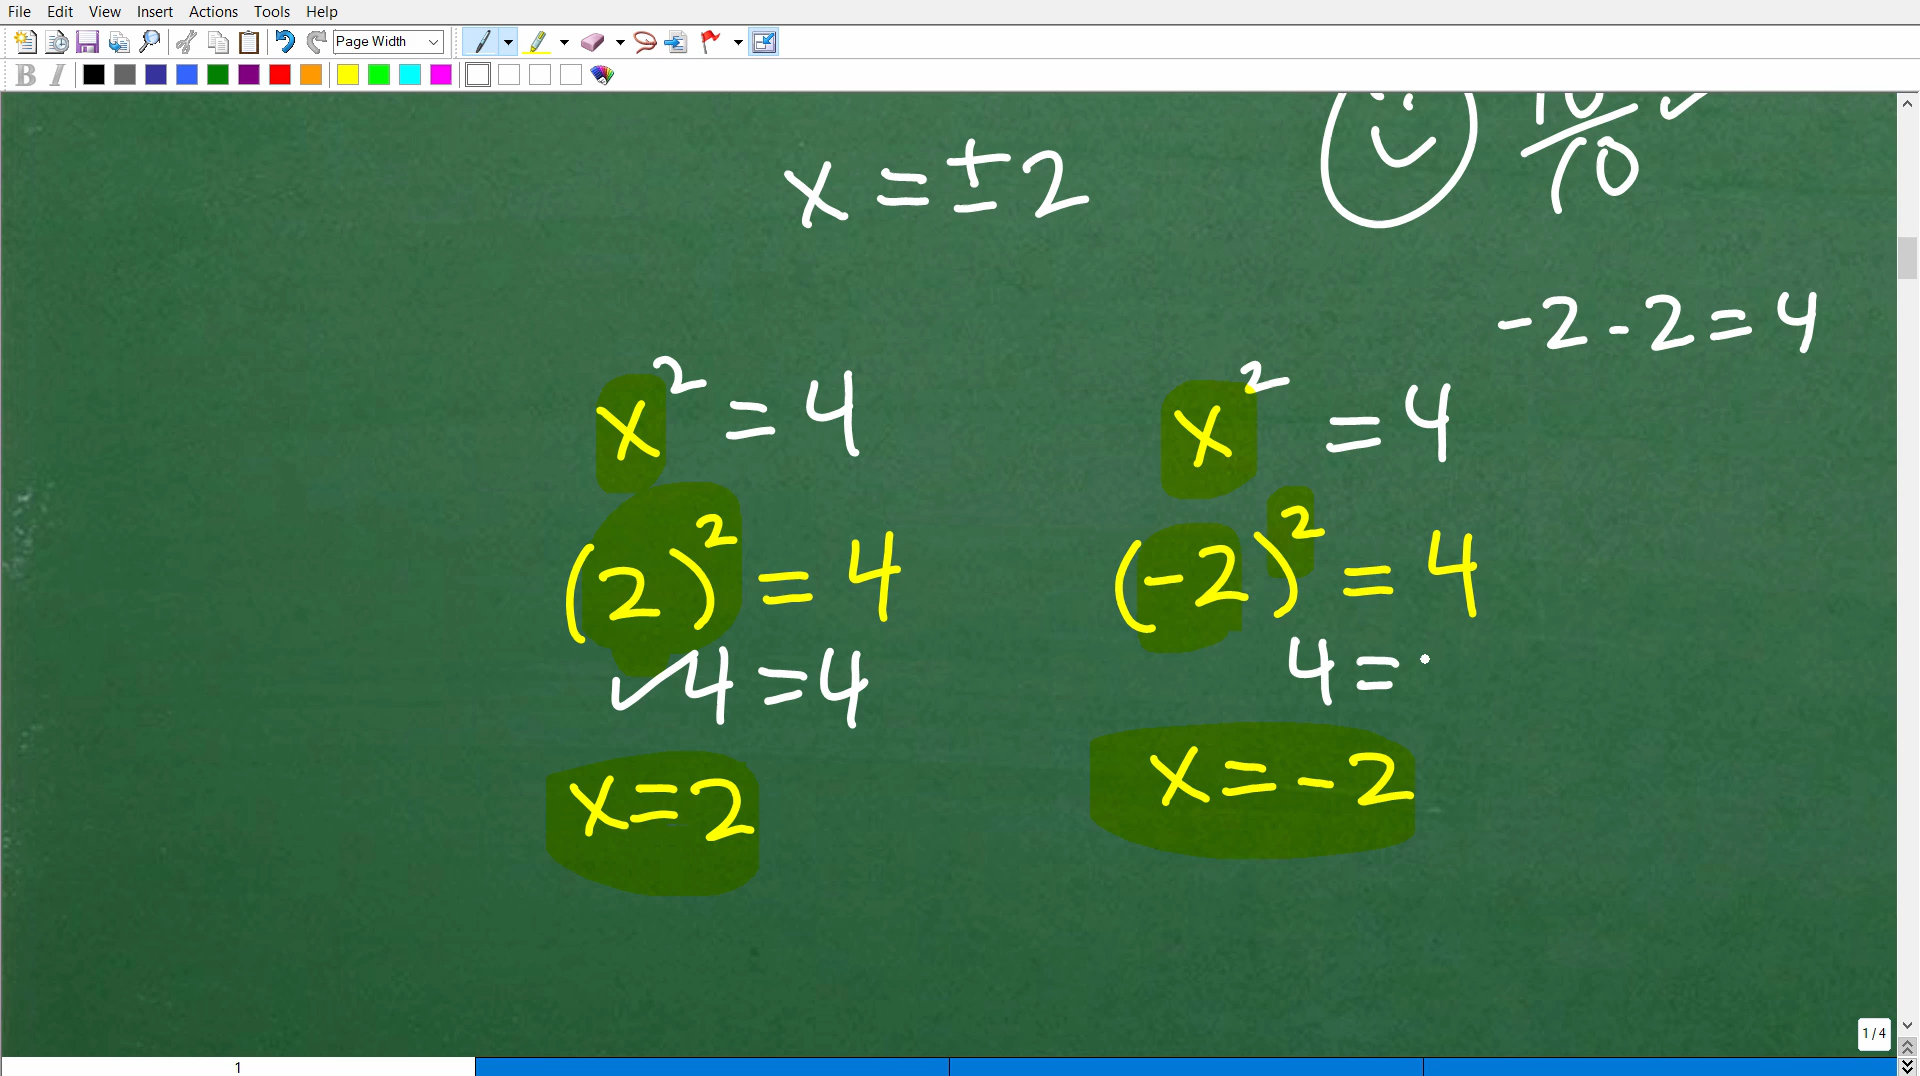 File Edit View Insert Actions Tools Help
Page Width
B I
10/10 ✓
x = ±2
-2 - 2 = 4
x² = 4
x² = 4
(2)² = 4
(-2)² = 4
✓4 = 4
4 =
x = 2
x = -2
1 / 4
1